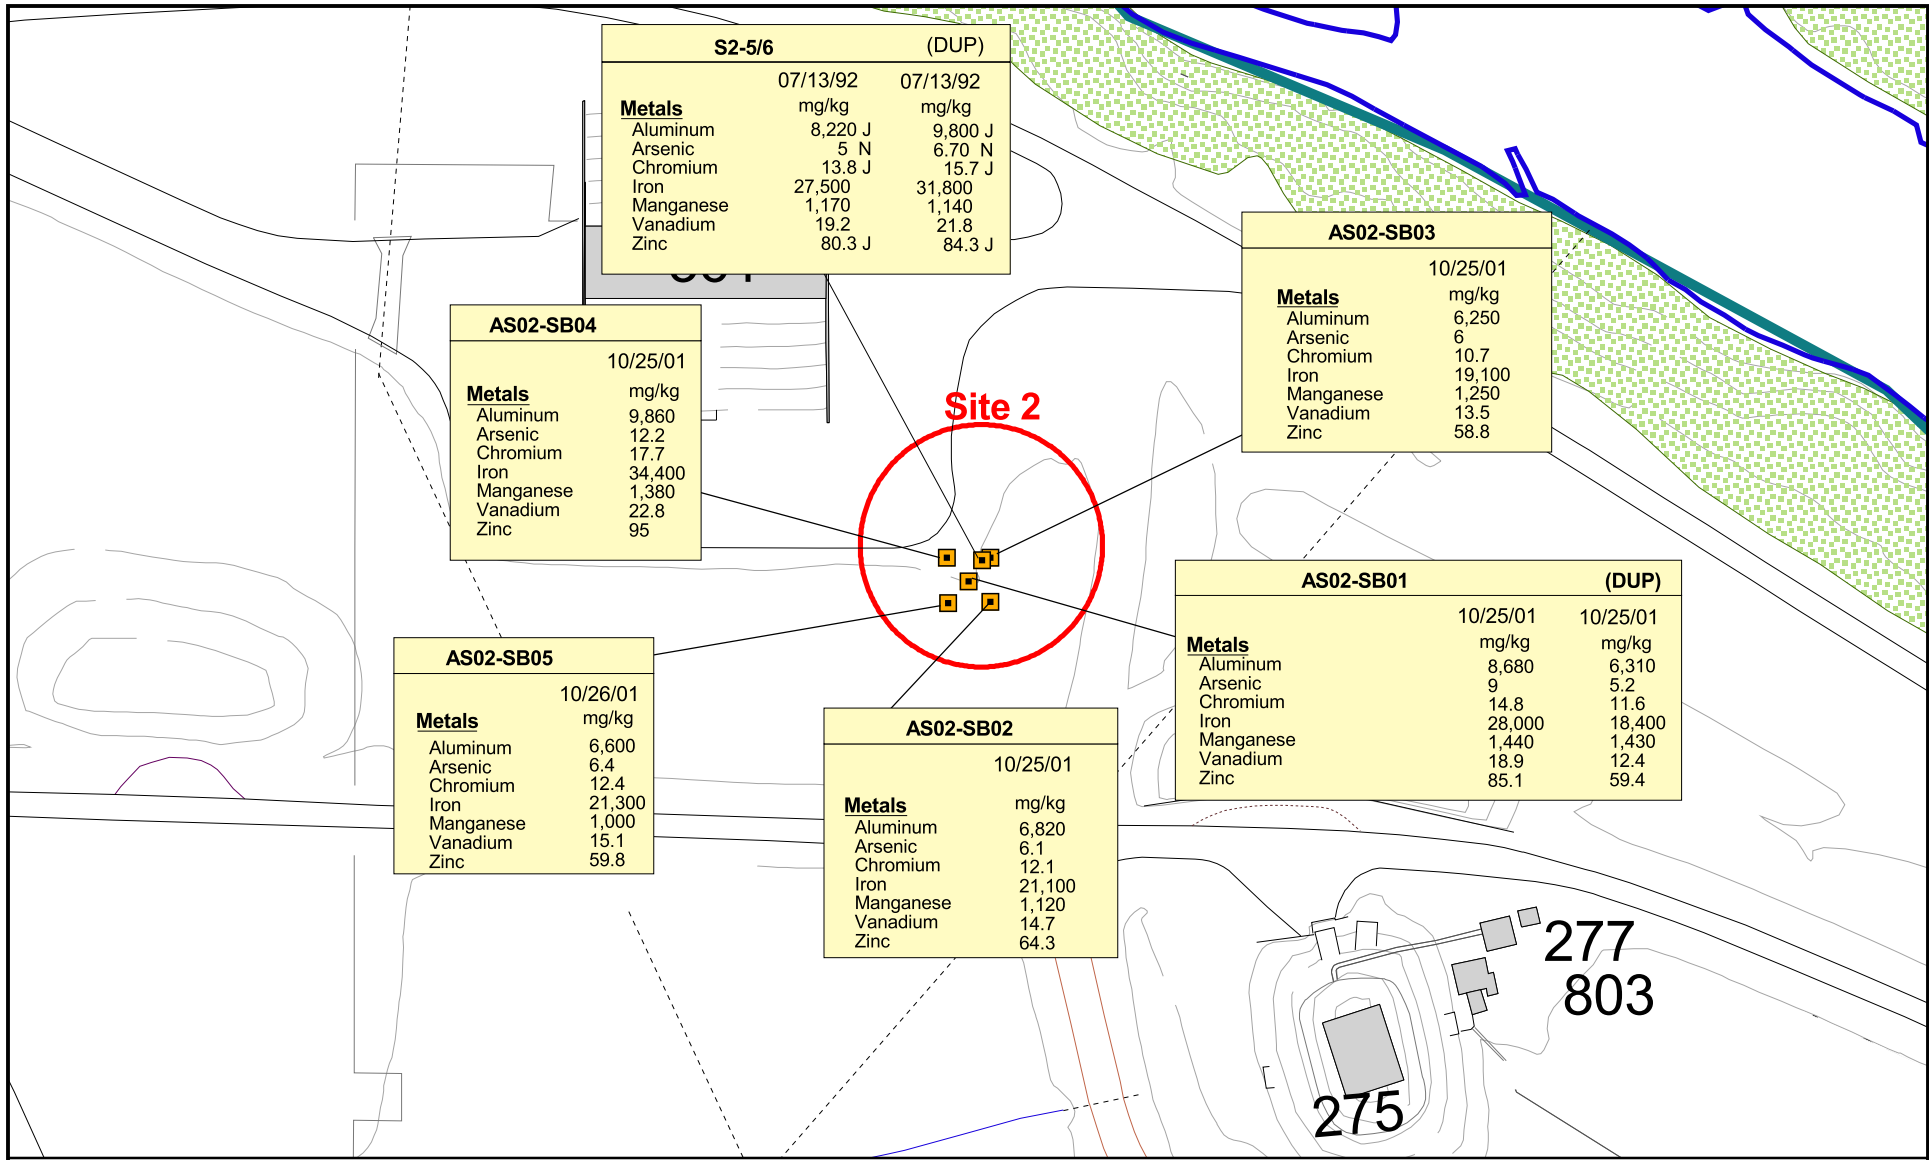 S2-5/6 (DUP)
07/13/92 07/13/92
Metals mg/kg mg/kg
Aluminum 8,220 J 9,800 J
Arsenic 5 N 6.70 N
Chromium 13.8 J 15.7 J
Iron 27,500 31,800
Manganese 1,170 1,140
Vanadium 19.2 21.8
Zinc 80.3 J 84.3 J
AS02-SB03
10/25/01
Metals mg/kg
Aluminum 6,250
Arsenic 6
Chromium 10.7
Iron 19,100
Manganese 1,250
Vanadium 13.5
Zinc 58.8
AS02-SB04
10/25/01
Metals mg/kg
Aluminum 9,860
Arsenic 12.2
Chromium 17.7
Iron 34,400
Manganese 1,380
Vanadium 22.8
Zinc 95
Site 2
AS02-SB01 (DUP)
10/25/01 10/25/01
Metals mg/kg mg/kg
Aluminum 8,680 6,310
Arsenic 9 5.2
Chromium 14.8 11.6
Iron 28,000 18,400
Manganese 1,440 1,430
Vanadium 18.9 12.4
Zinc 85.1 59.4
AS02-SB05
10/26/01
Metals mg/kg
Aluminum 6,600
Arsenic 6.4
Chromium 12.4
Iron 21,300
Manganese 1,000
Vanadium 15.1
Zinc 59.8
AS02-SB02
10/25/01
Metals mg/kg
Aluminum 6,820
Arsenic 6.1
Chromium 12.1
Iron 21,100
Manganese 1,120
Vanadium 14.7
Zinc 64.3
277
803
275